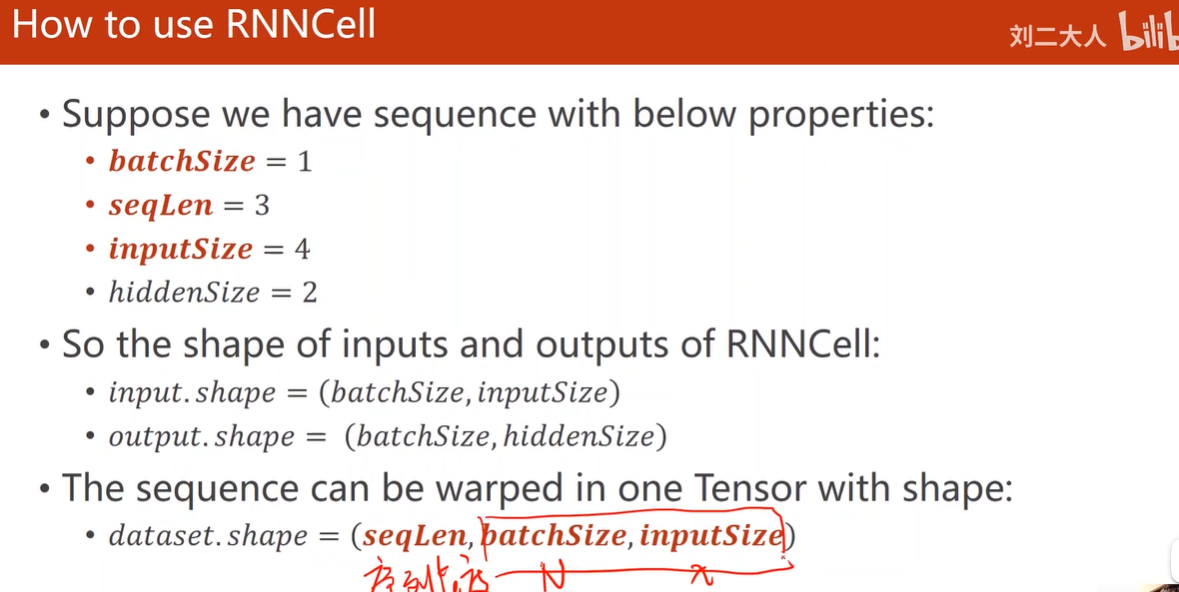 How to use RNNCell
刘二大人 bilib
• Suppose we have sequence with below properties:
• batchSize = 1
• seqLen = 3
• inputSize = 4
• hiddenSize = 2
• So the shape of inputs and outputs of RNNCell:
• input.shape = (batchSize, inputSize)
• output.shape = (batchSize, hiddenSize)
• The sequence can be warped in one Tensor with shape:
• dataset.shape = (seqLen, batchSize, inputSize)
序列 N